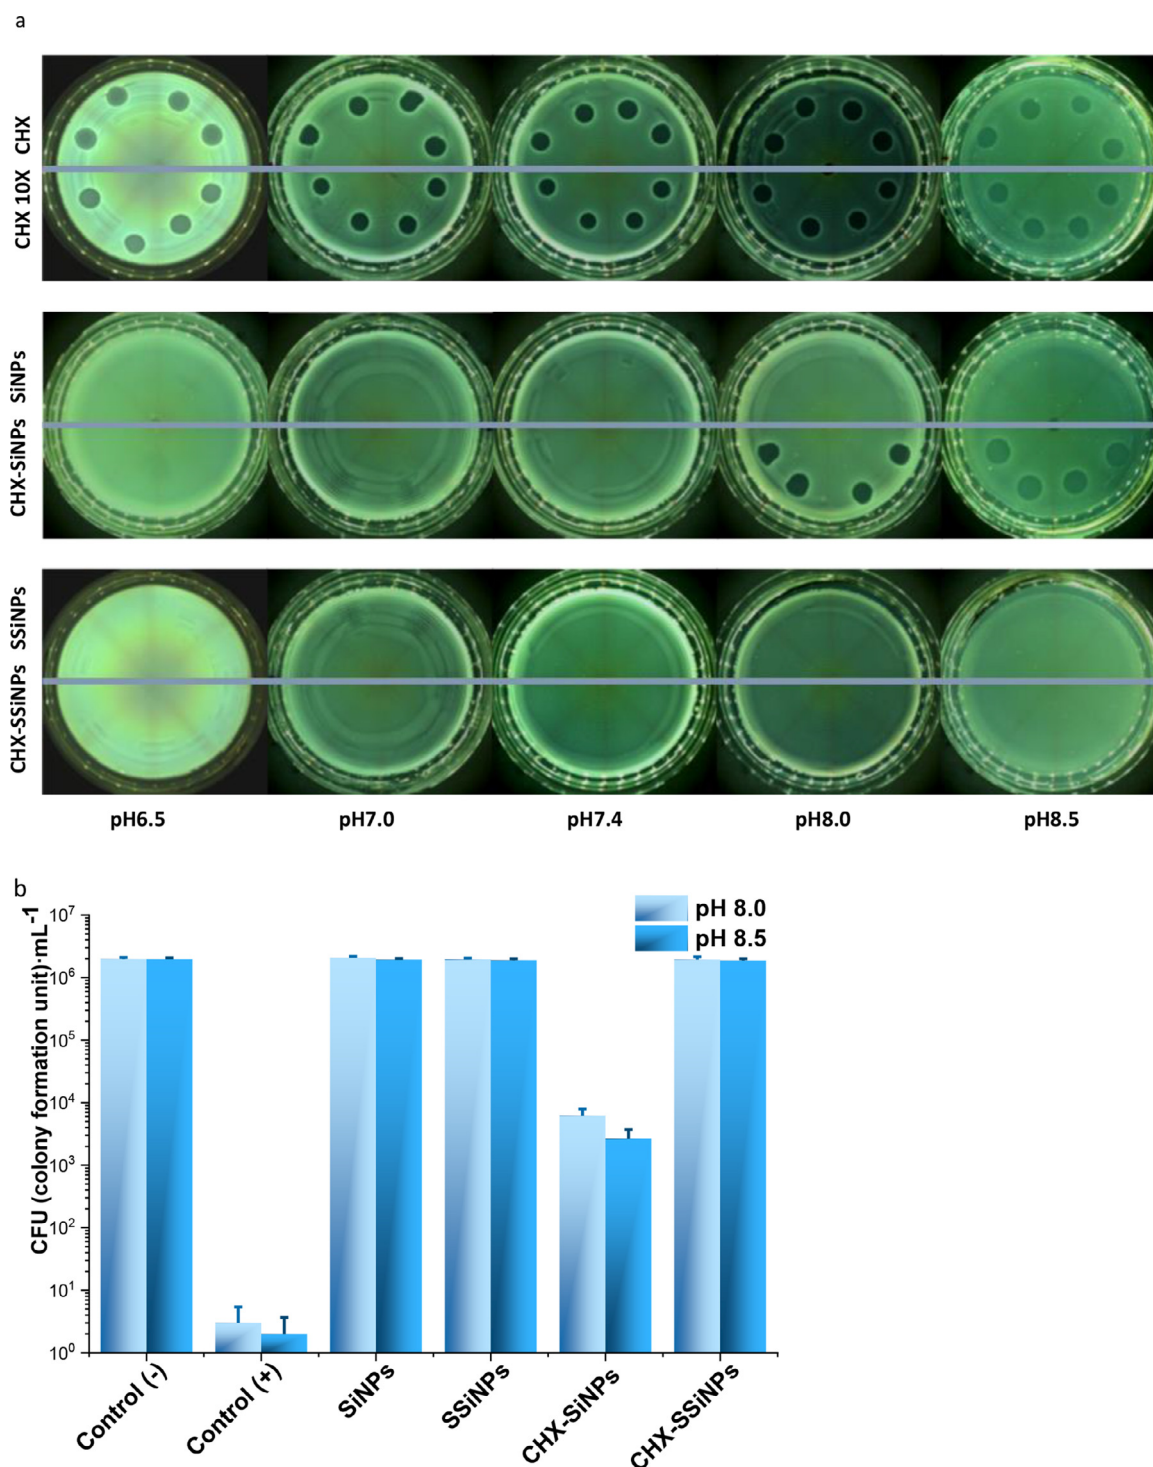 a
CHX
CHX 10X
SiNPs
CHX-SiNPs
SSiNPs
CHX-SSiNPs
pH6.5 pH7.0 pH7.4 pH8.0 pH8.5
b
pH 8.0
pH 8.5
CFU (colony formation unit)·mL-1
10^7
10^6
10^5
10^4
10^3
10^2
10^1
10^0
Control (-) Control (+) SiNPs SSiNPs CHX-SiNPs CHX-SSiNPs